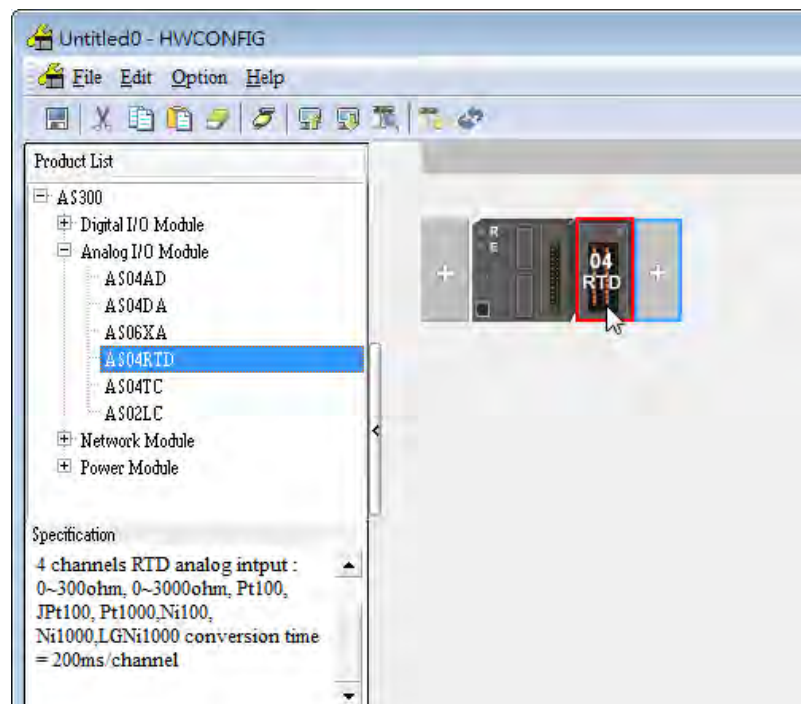 Untitled0 - HWCONFIG
File Edit Option Help
Product List
AS300
Digital I/O Module
Analog I/O Module
AS04AD
AS04DA
AS06XA
AS04RTD
AS04TC
AS02LC
Network Module
Power Module
R
E
04
RTD
Specification
4 channels RTD analog intput :
0~300ohm, 0~3000ohm, Pt100,
JPt100, Pt1000,Ni100,
Ni1000,LGNi1000 conversion time
= 200ms/channel